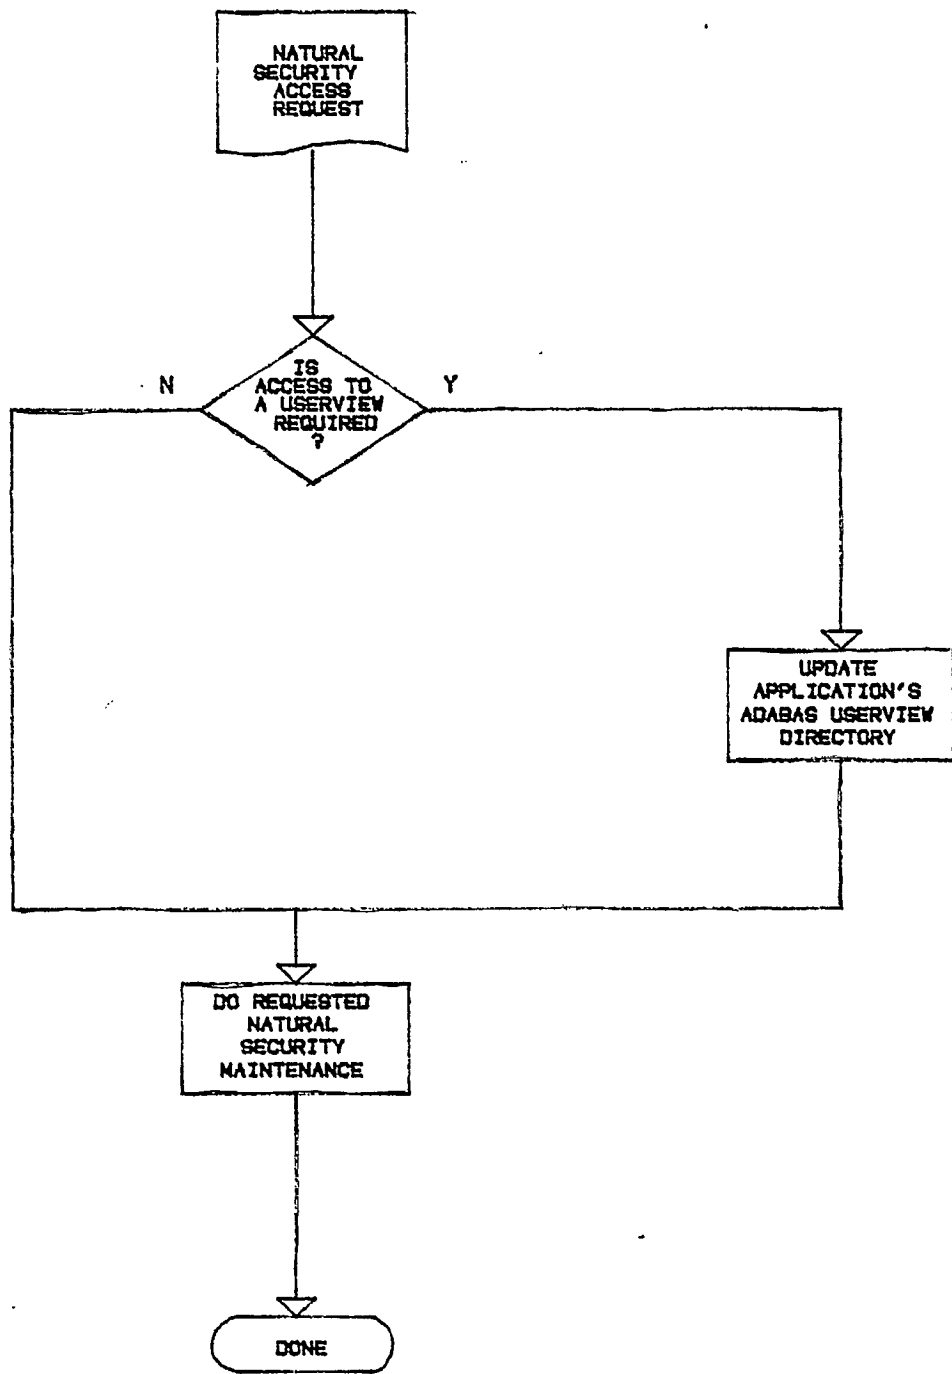 NATURAL
SECURITY
ACCESS
REQUEST
IS
ACCESS TO
A USERVIEW
REQUIRED
?
N
Y
UPDATE
APPLICATION'S
ADABAS USERVIEW
DIRECTORY
DO REQUESTED
NATURAL
SECURITY
MAINTENANCE
DONE